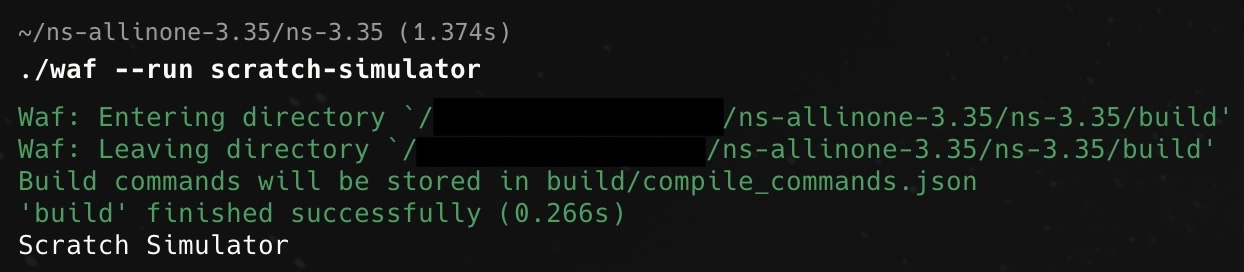 ~/ns-allinone-3.35/ns-3.35 (1.374s)
./waf --run scratch-simulator
Waf: Entering directory `/ /ns-allinone-3.35/ns-3.35/build'
Waf: Leaving directory `/ /ns-allinone-3.35/ns-3.35/build'
Build commands will be stored in build/compile_commands.json
'build' finished successfully (0.266s)
Scratch Simulator